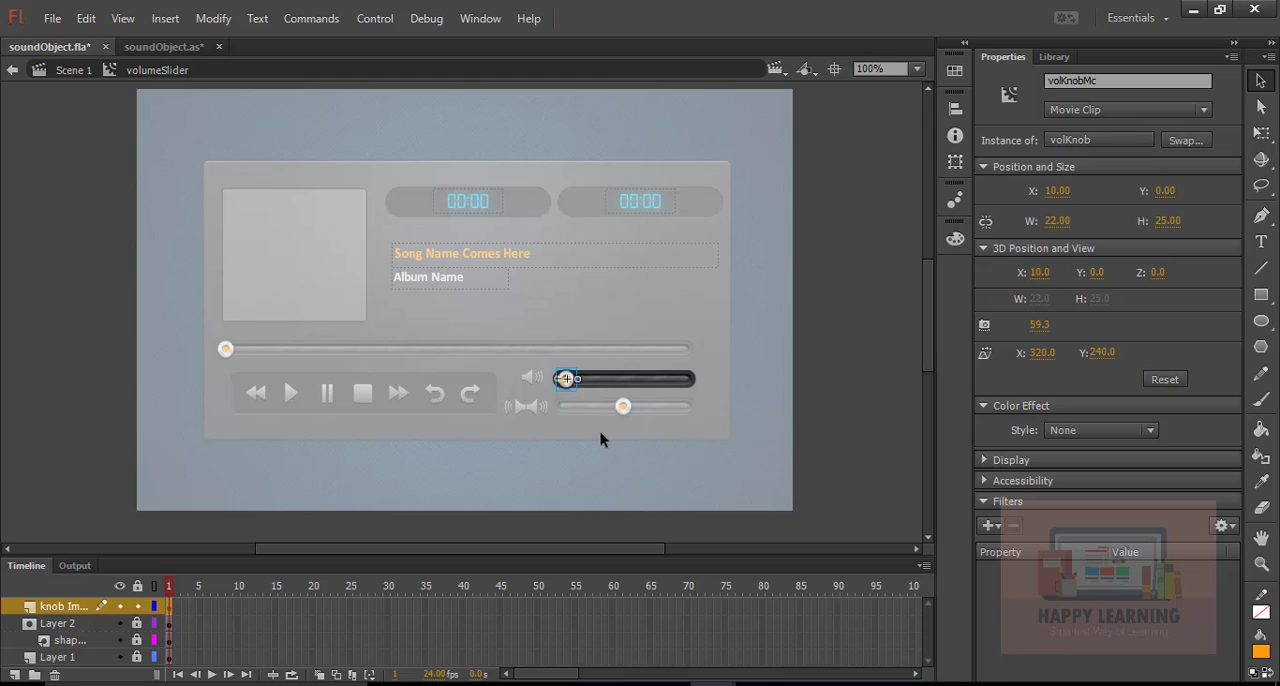 Fl File Edit View Insert Modify Text Commands Control Debug Window Help Essentials
soundObject.fla* × soundObject.as* ×
Scene 1 volumeSlider 100%
Properties Library
volKnobMc
Movie Clip
Instance of: volKnob Swap...
Position and Size
X: 10.00 Y: 0.00
W: 22.00 H: 25.00
3D Position and View
X: 10.0 Y: 0.0 Z: 0.0
W: 22.0 H: 25.0
59.3
X: 320.0 Y: 240.0
Reset
Color Effect
Style: None
Display
Accessibility
Filters
Property Value
HAPPY LEARNING
Smartest Way of Learning
00:00 00:00
Song Name Comes Here
Album Name
Timeline Output
1 5 10 15 20 25 30 35 40 45 50 55 60 65 70 75 80 85 90 95 10
knob Im...
Layer 2
shap...
Layer 1
1 24.00 fps 0.0 s